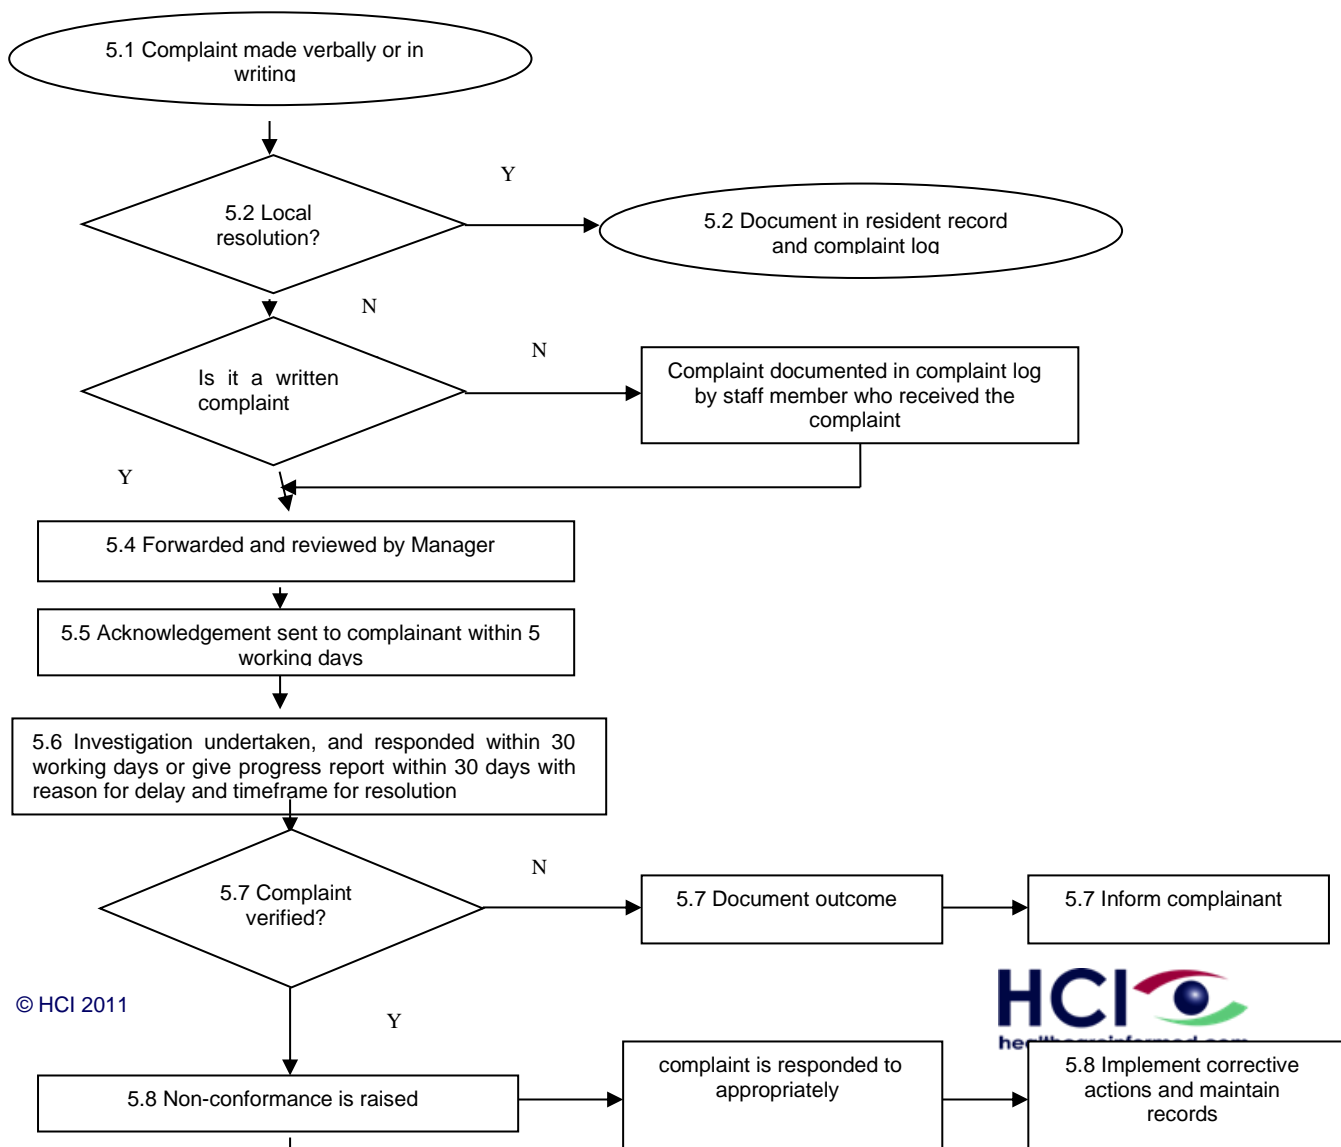 5.1 Complaint made verbally or in
writing
Y
5.2 Local
resolution?
5.2 Document in resident record
and complaint log
N
Is it a written
complaint
N
Complaint documented in complaint log
by staff member who received the
complaint
Y
5.4 Forwarded and reviewed by Manager
5.5 Acknowledgement sent to complainant within 5
working days
5.6 Investigation undertaken, and responded within 30
working days or give progress report within 30 days with
reason for delay and timeframe for resolution
5.7 Complaint
verified?
N
5.7 Document outcome
5.7 Inform complainant
© HCI 2011
HCI
healthcareinformed.com
Y
5.8 Non-conformance is raised
complaint is responded to
appropriately
5.8 Implement corrective
actions and maintain
records